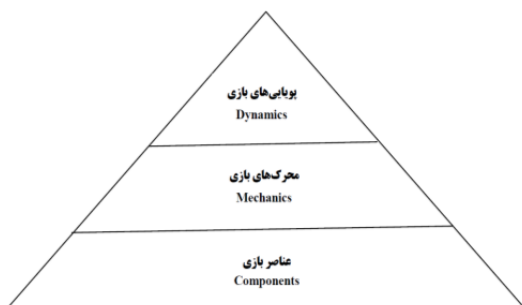 پویایی‌های بازی
Dynamics
محرک‌های بازی
Mechanics
عناصر بازی
Components